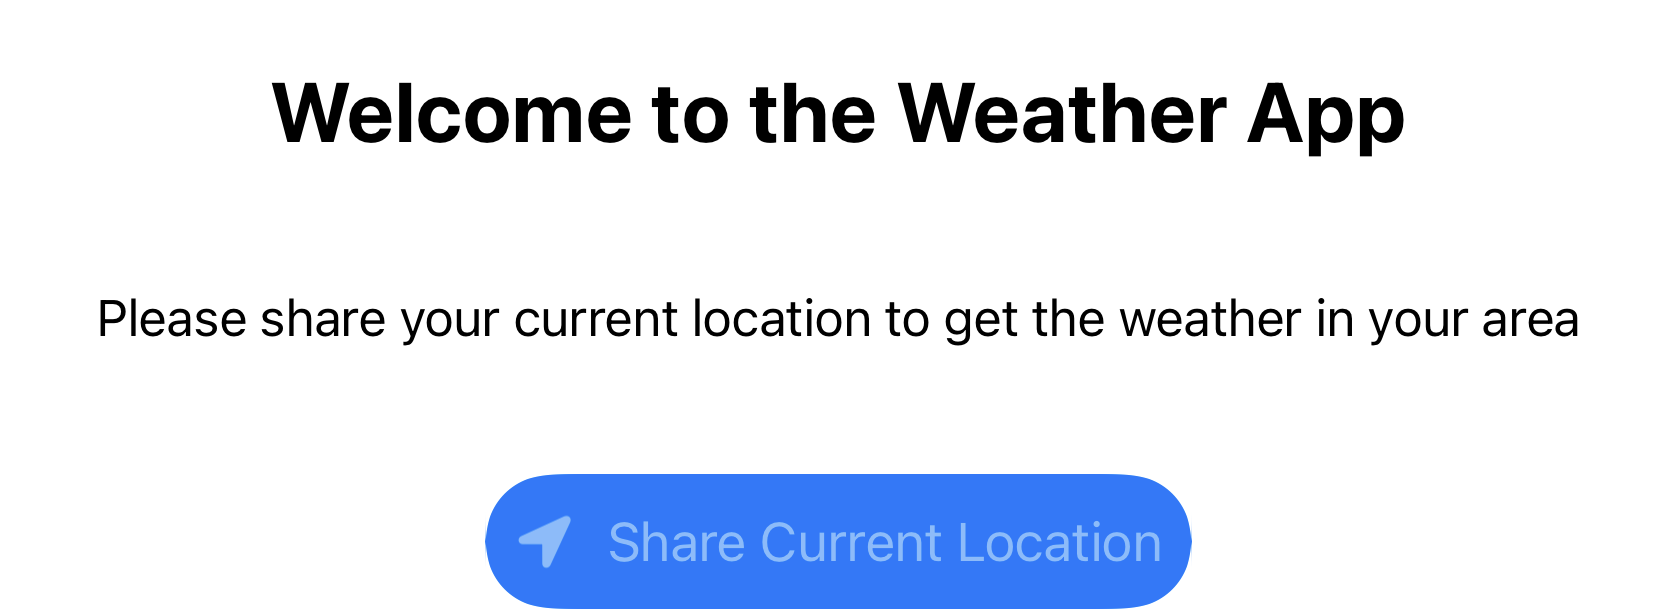 Welcome to the Weather App
Please share your current location to get the weather in your area
Share Current Location